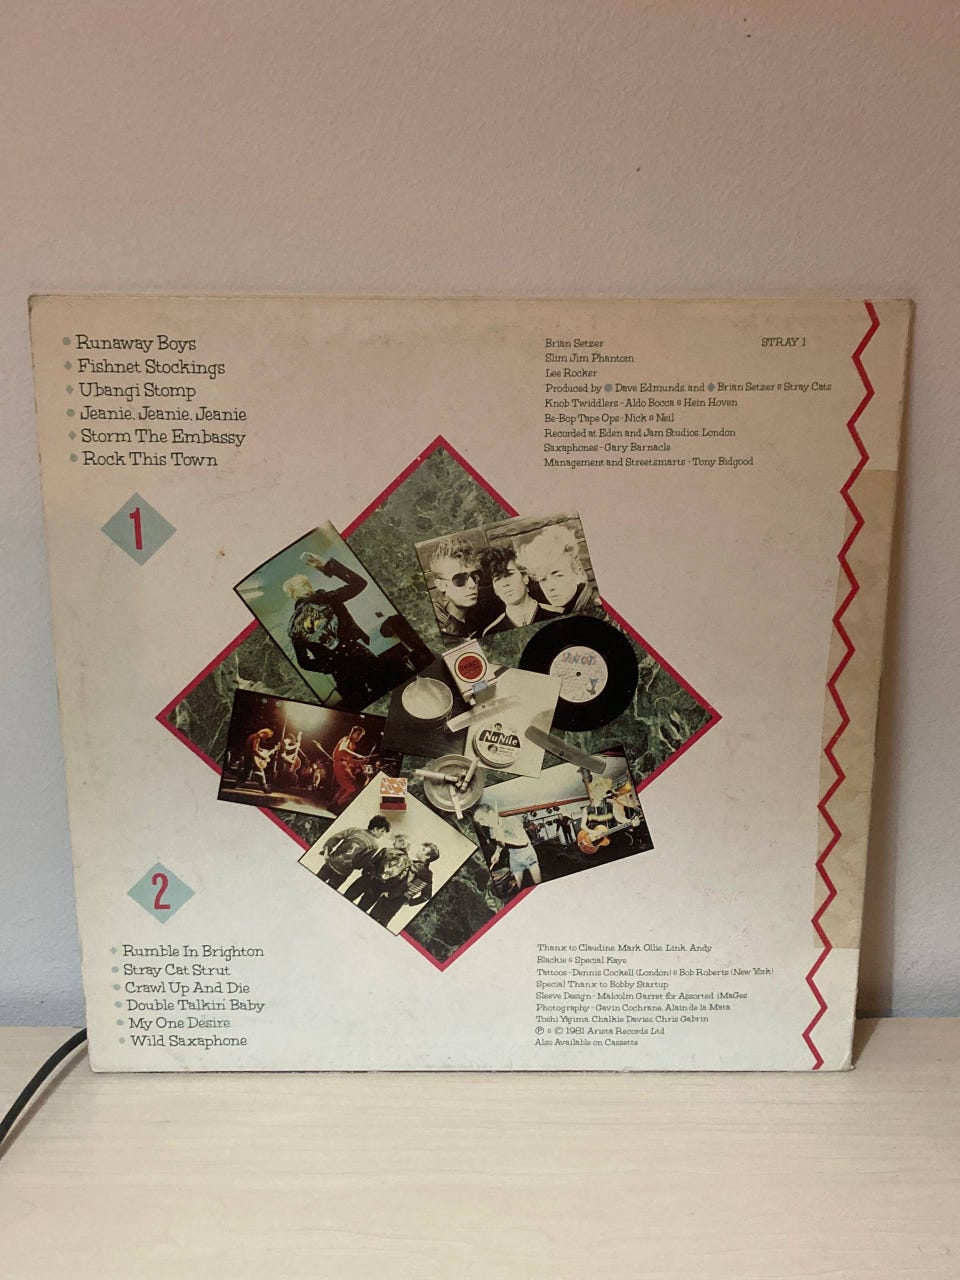 Runaway Boys
Fishnet Stockings
Ubangi Stomp
Jeanie, Jeanie, Jeanie
Storm The Embassy
Rock This Town
1
Brian Setzer
STRAY 1
Slim Jim Phantom
Lee Rocker
Produced by ● Dave Edmunds, and ◆ Brian Setzer & Stray Cats
Knob Twiddlers - Aldo Bocca & Hein Hoven
Be-Bop Tape Ops - Nick & Neil
Recorded at Eden and Jam Studios, London
Saxaphones - Gary Barnacle
Management and Streetsmarts - Tony Bidgood
NuNile
2
Rumble In Brighton
Stray Cat Strut
Crawl Up And Die
Double Talkin' Baby
My One Desire
Wild Saxaphone
Thanx to Claudine, Mark, Ollie, Link, Andy
Blackie & Special Kaye
Tattoos - Dennis Cockell (London) & Bob Roberts (New York)
Special Thanx to Bobby Startup
Sleeve Design - Malcolm Garret for Assorted iMaGes
Photography - Gavin Cochrane, Alain de la Mata
Toshi Yajima, Chalkie Davies, Chris Gabrin
℗ & © 1981 Arista Records Ltd
Also Available on Cassette